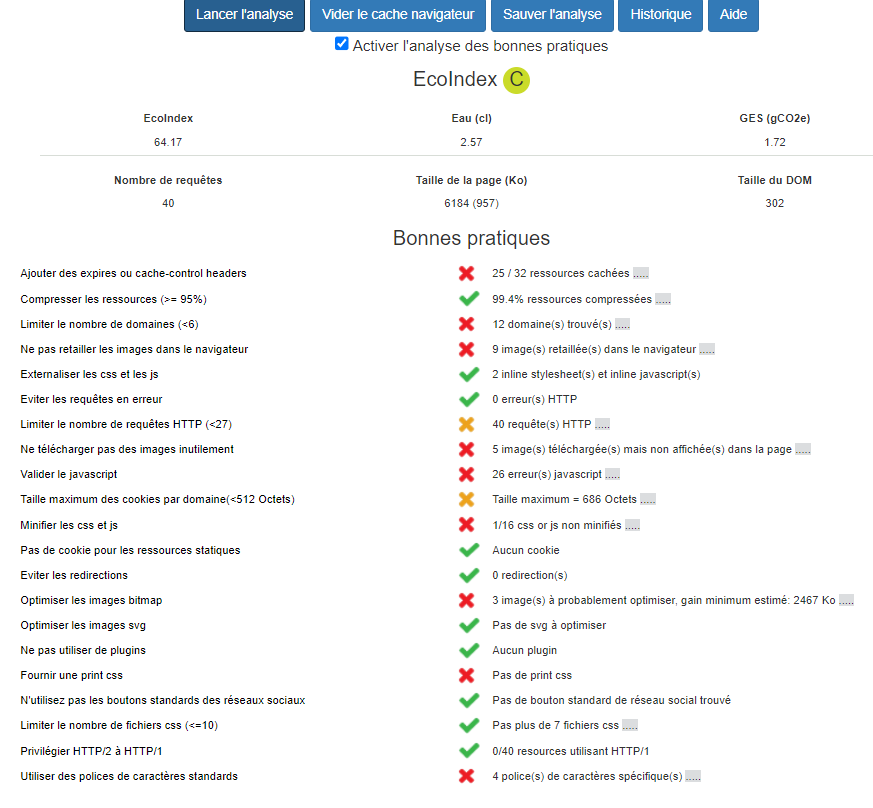 Lancer l'analyse Vider le cache navigateur Sauver l'analyse Historique Aide
Activer l'analyse des bonnes pratiques
EcoIndex C
EcoIndex Eau (cl) GES (gCO2e)
64.17 2.57 1.72
Nombre de requêtes Taille de la page (Ko) Taille du DOM
40 6184 (957) 302
Bonnes pratiques
Ajouter des expires ou cache-control headers 25 / 32 ressources cachées .....
Compresser les ressources (>= 95%) 99.4% ressources compressées .....
Limiter le nombre de domaines (<6) 12 domaine(s) trouvé(s) .....
Ne pas retailler les images dans le navigateur 9 image(s) retaillée(s) dans le navigateur .....
Externaliser les css et les js 2 inline stylesheet(s) et inline javascript(s)
Eviter les requêtes en erreur 0 erreur(s) HTTP
Limiter le nombre de requêtes HTTP (<27) 40 requête(s) HTTP .....
Ne télécharger pas des images inutilement 5 image(s) téléchargée(s) mais non affichée(s) dans la page .....
Valider le javascript 26 erreur(s) javascript .....
Taille maximum des cookies par domaine(<512 Octets) Taille maximum = 686 Octets .....
Minifier les css et js 1/16 css or js non minifiés .....
Pas de cookie pour les ressources statiques Aucun cookie
Eviter les redirections 0 redirection(s)
Optimiser les images bitmap 3 image(s) à probablement optimiser, gain minimum estimé: 2467 Ko .....
Optimiser les images svg Pas de svg à optimiser
Ne pas utiliser de plugins Aucun plugin
Fournir une print css Pas de print css
N'utilisez pas les boutons standards des réseaux sociaux Pas de bouton standard de réseau social trouvé
Limiter le nombre de fichiers css (<=10) Pas plus de 7 fichiers css .....
Privilégier HTTP/2 à HTTP/1 0/40 resources utilisant HTTP/1
Utiliser des polices de caractères standards 4 police(s) de caractères spécifique(s) .....